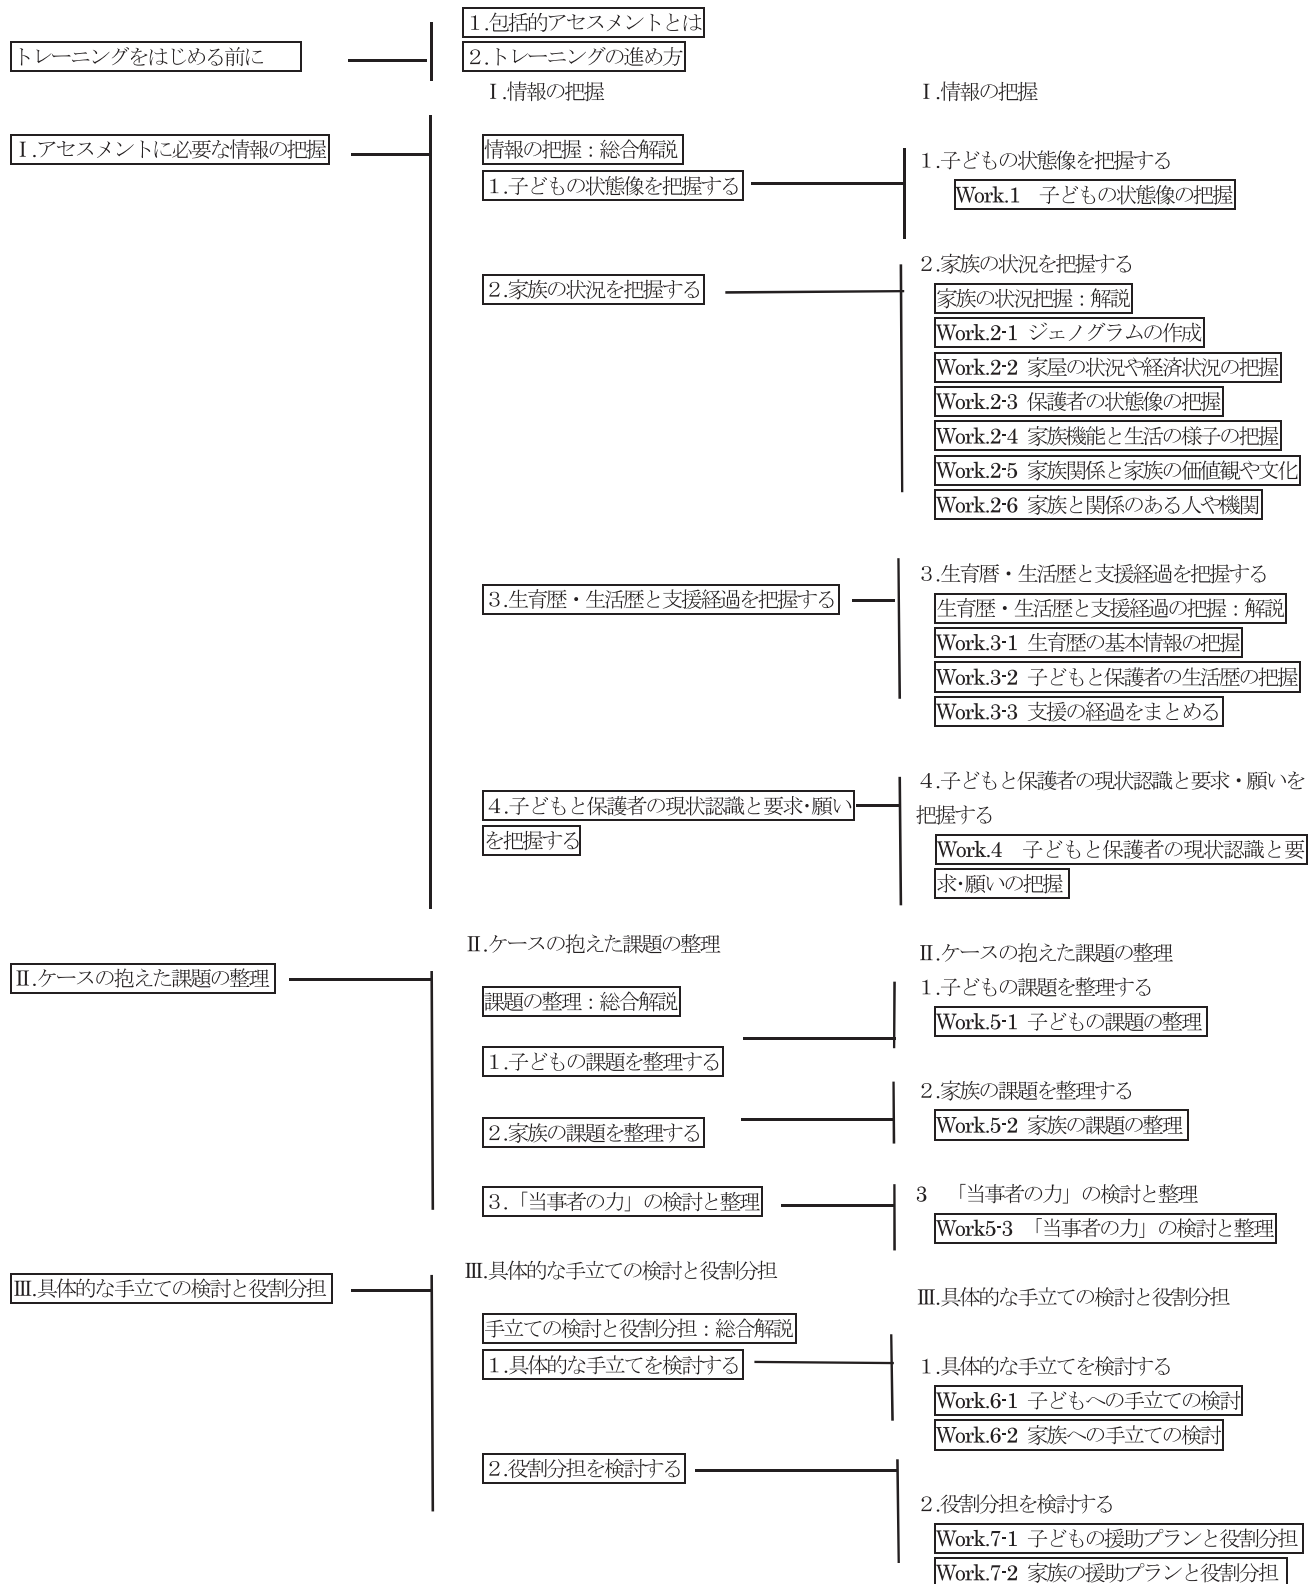 トレーニングをはじめる前に
１.包括的アセスメントとは
２.トレーニングの進め方
Ⅰ.情報の把握
Ⅰ.情報の把握
Ⅰ.アセスメントに必要な情報の把握
情報の把握：総合解説
１.子どもの状態像を把握する
１.子どもの状態像を把握する
Work.1　子どもの状態像の把握
２.家族の状況を把握する
２.家族の状況を把握する
家族の状況把握：解説
Work.2-1 ジェノグラムの作成
Work.2-2 家屋の状況や経済状況の把握
Work.2-3 保護者の状態像の把握
Work.2-4 家族機能と生活の様子の把握
Work.2-5 家族関係と家族の価値観や文化
Work.2-6 家族と関係のある人や機関
３.生育歴・生活歴と支援経過を把握する
３.生育暦・生活歴と支援経過を把握する
生育歴・生活歴と支援経過の把握：解説
Work.3-1 生育歴の基本情報の把握
Work.3-2 子どもと保護者の生活歴の把握
Work.3-3 支援の経過をまとめる
４.子どもと保護者の現状認識と要求・願い
を把握する
４.子どもと保護者の現状認識と要求・願いを
把握する
Work.4　子どもと保護者の現状認識と要
求・願いの把握
Ⅱ.ケースの抱えた課題の整理
Ⅱ.ケースの抱えた課題の整理
Ⅱ.ケースの抱えた課題の整理
課題の整理：総合解説
１.子どもの課題を整理する
１.子どもの課題を整理する
Work.5-1 子どもの課題の整理
２.家族の課題を整理する
２.家族の課題を整理する
Work.5-2 家族の課題の整理
３.「当事者の力」の検討と整理
3　「当事者の力」の検討と整理
Work5-3　「当事者の力」の検討と整理
Ⅲ.具体的な手立ての検討と役割分担
Ⅲ.具体的な手立ての検討と役割分担
Ⅲ.具体的な手立ての検討と役割分担
手立ての検討と役割分担：総合解説
１.具体的な手立てを検討する
１.具体的な手立てを検討する
Work.6-1 子どもへの手立ての検討
Work.6-2 家族への手立ての検討
２.役割分担を検討する
２.役割分担を検討する
Work.7-1 子どもの援助プランと役割分担
Work.7-2 家族の援助プランと役割分担